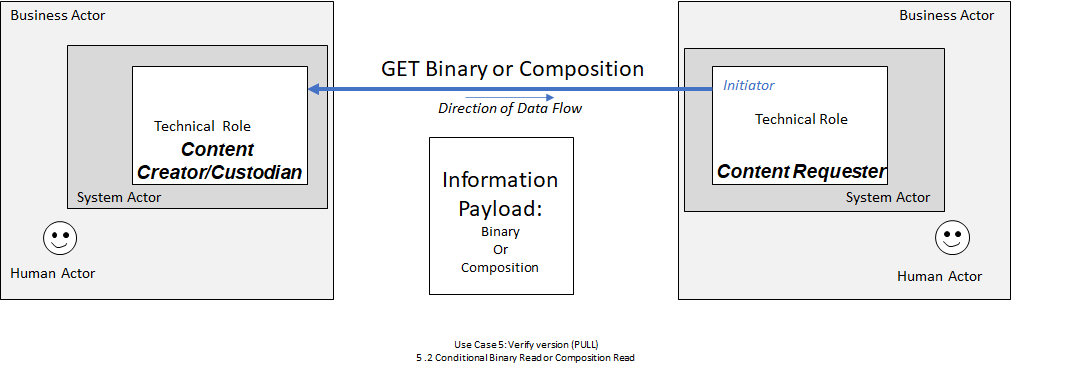 Business Actor
Business Actor
GET Binary or Composition
Initiator
Direction of Data Flow
Technical Role
Technical Role
Content
Creator/Custodian
Content Requester
Information
Payload:
Binary
Or
Composition
System Actor
System Actor
Human Actor
Human Actor
Use Case 5: Verify version (PULL)
5 .2 Conditional Binary Read or Composition Read